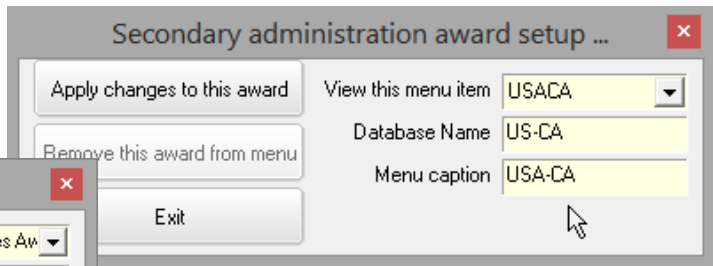 Secondary administration award setup ...
Apply changes to this award
View this menu item USACA
Database Name US-CA
Remove this award from menu
Menu caption USA-CA
Exit